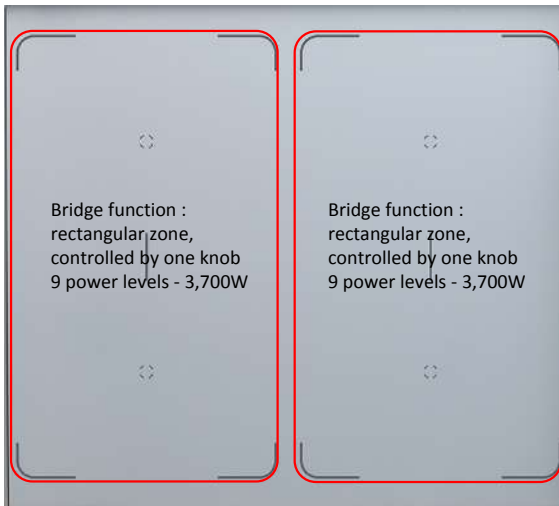 Bridge function :
rectangular zone,
controlled by one knob
9 power levels - 3,700W
Bridge function :
rectangular zone,
controlled by one knob
9 power levels - 3,700W